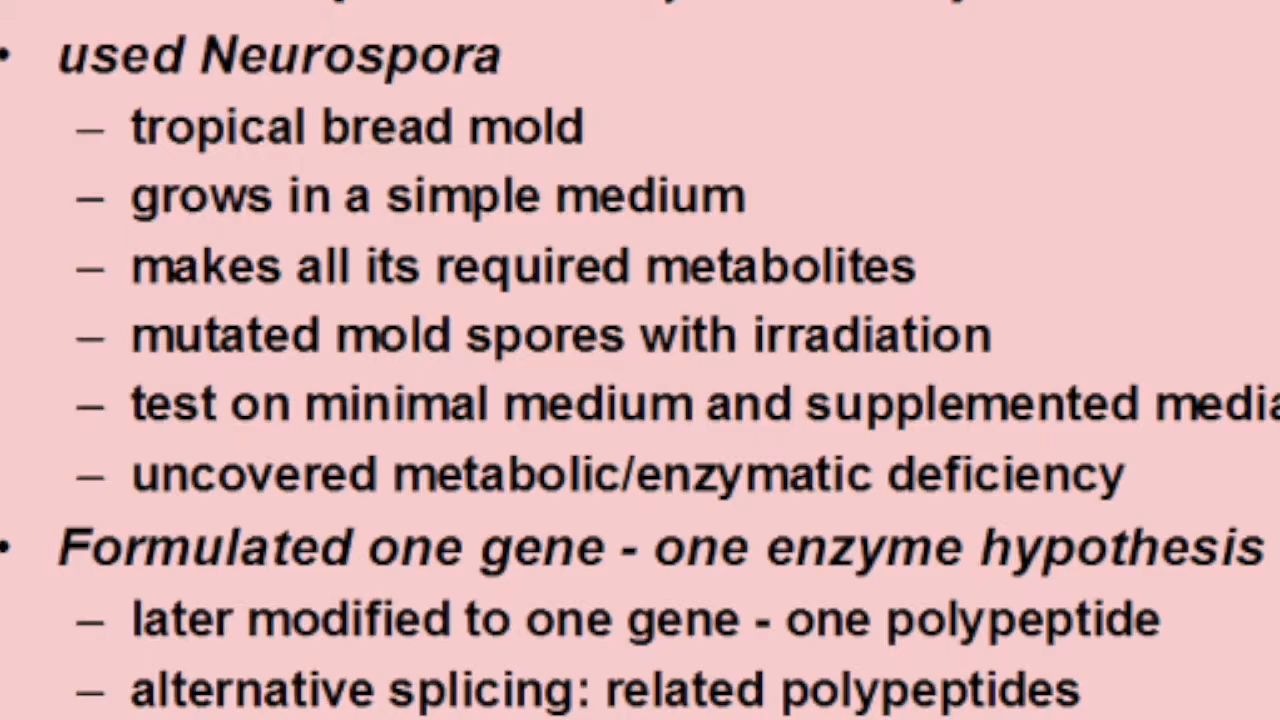 • used Neurospora
– tropical bread mold
– grows in a simple medium
– makes all its required metabolites
– mutated mold spores with irradiation
– test on minimal medium and supplemented media
– uncovered metabolic/enzymatic deficiency
• Formulated one gene - one enzyme hypothesis
– later modified to one gene - one polypeptide
– alternative splicing: related polypeptides